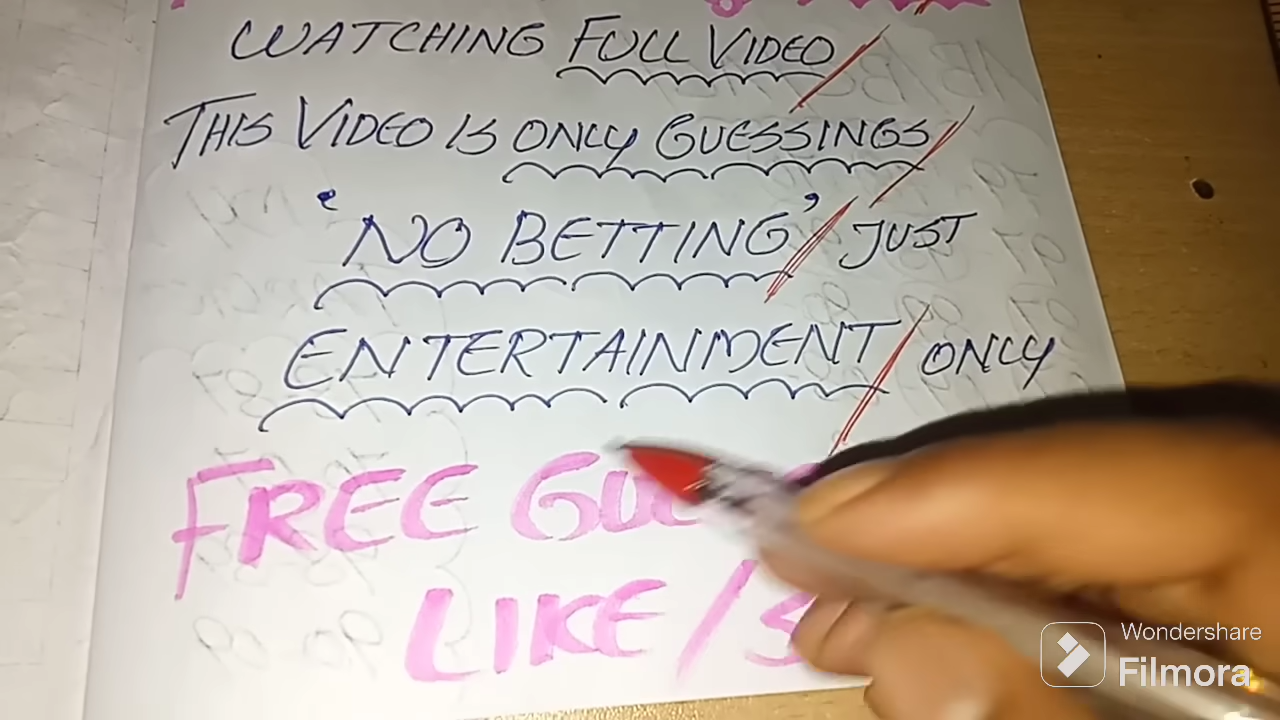 WATCHING FULL VIDEO
THIS VIDEO IS ONLY GUESSINGS
'NO BETTING' JUST
ENTERTAINMENT ONLY
FREE
LIKE/
Wondershare
Filmora